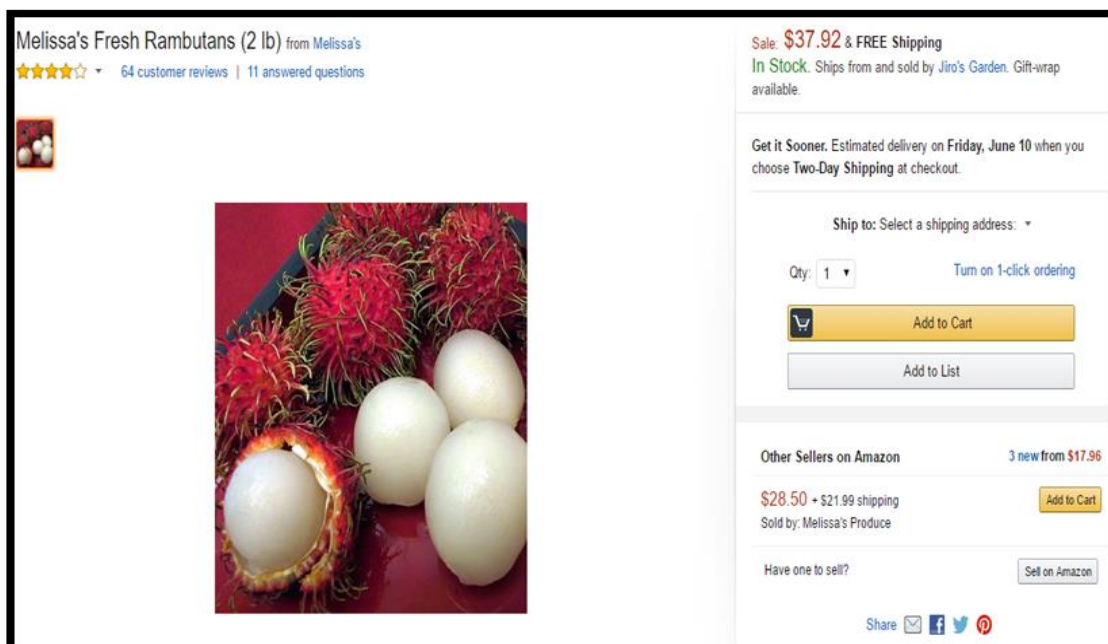 Melissa's Fresh Rambutans (2 lb) from Melissa's
64 customer reviews | 11 answered questions
Sale: $37.92 & FREE Shipping
In Stock. Ships from and sold by Jiro's Garden. Gift-wrap
available.
Get it Sooner. Estimated delivery on Friday, June 10 when you
choose Two-Day Shipping at checkout.
Ship to: Select a shipping address:
Qty: 1
Turn on 1-click ordering
Add to Cart
Add to List
Other Sellers on Amazon
3 new from $17.96
$28.50 + $21.99 shipping
Add to Cart
Sold by: Melissa's Produce
Have one to sell?
Sell on Amazon
Share